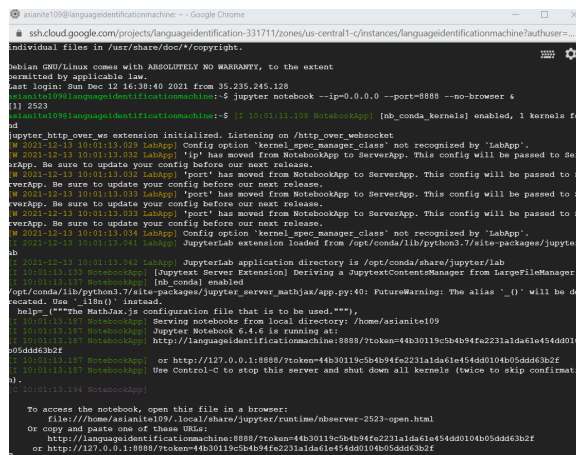 asianite109@languageidentificationmachine: ~ - Google Chrome
ssh.cloud.google.com/projects/languageidentification-331711/zones/us-central1-c/instances/languageidentificationmachine?authuser=...
individual files in /usr/share/doc/*/copyright.
Debian GNU/Linux comes with ABSOLUTELY NO WARRANTY, to the extent
permitted by applicable law.
Last login: Sun Dec 12 16:38:40 2021 from 35.235.245.128
asianite109@languageidentificationmachine:~$ jupyter notebook --ip=0.0.0.0 --port=8888 --no-browser &
[1] 2523
asianite109@languageidentificationmachine:~$ [I 10:01:11.108 NotebookApp] [nb_conda_kernels] enabled, 1 kernels fo
nd
jupyter_http_over_ws extension initialized. Listening on /http_over_websocket
[W 2021-12-13 10:01:13.029 LabApp] Config option `kernel_spec_manager_class` not recognized by `LabApp`.
[W 2021-12-13 10:01:13.032 LabApp] 'ip' has moved from NotebookApp to ServerApp. This config will be passed to Se
erApp. Be sure to update your config before our next release.
[W 2021-12-13 10:01:13.032 LabApp] 'port' has moved from NotebookApp to ServerApp. This config will be passed to S
rverApp. Be sure to update your config before our next release.
[W 2021-12-13 10:01:13.033 LabApp] 'port' has moved from NotebookApp to ServerApp. This config will be passed to S
rverApp. Be sure to update your config before our next release.
[W 2021-12-13 10:01:13.033 LabApp] 'port' has moved from NotebookApp to ServerApp. This config will be passed to S
rverApp. Be sure to update your config before our next release.
[W 2021-12-13 10:01:13.034 LabApp] Config option `kernel_spec_manager_class` not recognized by `LabApp`.
[I 2021-12-13 10:01:13.041 LabApp] JupyterLab extension loaded from /opt/conda/lib/python3.7/site-packages/jupyte
ab
[I 2021-12-13 10:01:13.042 LabApp] JupyterLab application directory is /opt/conda/share/jupyter/lab
[I 10:01:13.133 NotebookApp] [Jupytext Server Extension] Deriving a JupytextContentsManager from LargeFileManager
[I 10:01:13.137 NotebookApp] [nb_conda] enabled
/opt/conda/lib/python3.7/site-packages/jupyter_server_mathjax/app.py:40: FutureWarning: The alias `_()` will be de
recated. Use `_i18n()` instead.
help=_("""The MathJax.js configuration file that is to be used."""),
[I 10:01:13.187 NotebookApp] Serving notebooks from local directory: /home/asianite109
[I 10:01:13.187 NotebookApp] Jupyter Notebook 6.4.6 is running at:
[I 10:01:13.187 NotebookApp] http://languageidentificationmachine:8888/?token=44b30119c5b4b94fe2231a1da61e454dd010
b05ddd63b2f
[I 10:01:13.187 NotebookApp] or http://127.0.0.1:8888/?token=44b30119c5b4b94fe2231a1da61e454dd0104b05ddd63b2f
[I 10:01:13.187 NotebookApp] Use Control-C to stop this server and shut down all kernels (twice to skip confirmati
n).
[C 10:01:13.194 NotebookApp]
To access the notebook, open this file in a browser:
file:///home/asianite109/.local/share/jupyter/runtime/nbserver-2523-open.html
Or copy and paste one of these URLs:
http://languageidentificationmachine:8888/?token=44b30119c5b4b94fe2231a1da61e454dd0104b05ddd63b2f
or http://127.0.0.1:8888/?token=44b30119c5b4b94fe2231a1da61e454dd0104b05ddd63b2f